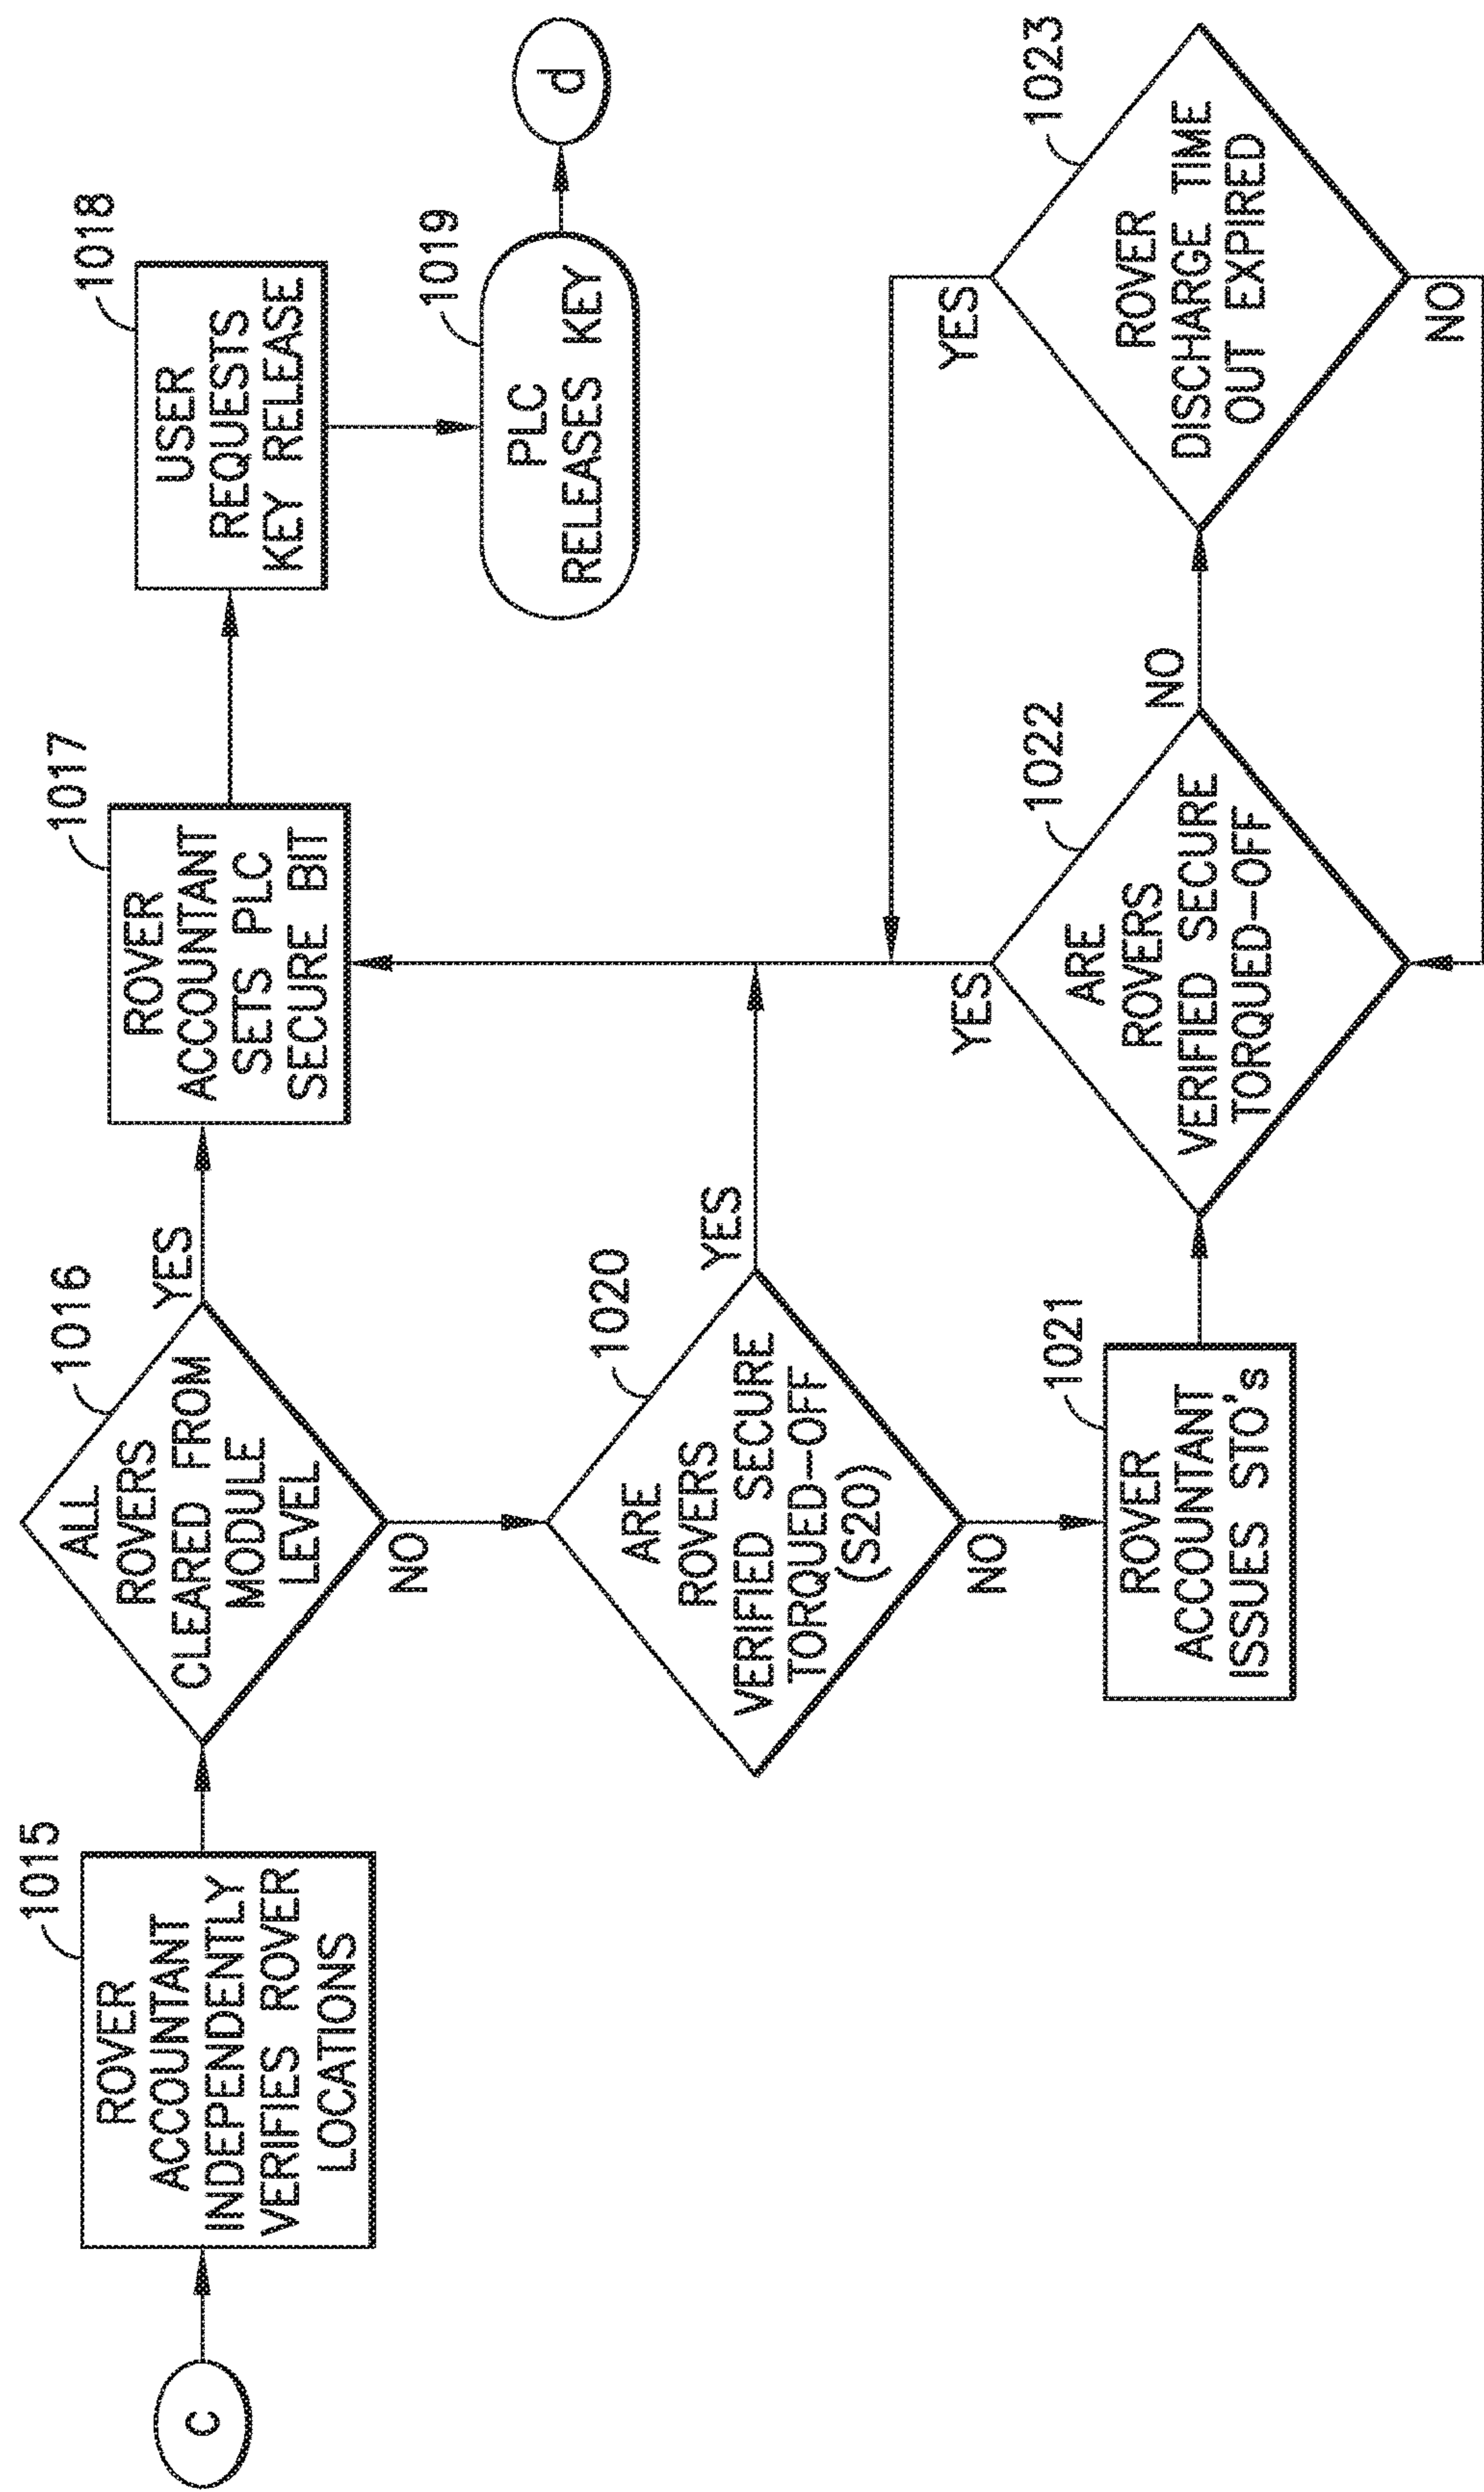 c
1015
ROVER
ACCOUNTANT
INDEPENDENTLY
VERIFIES ROVER
LOCATIONS
1016
ALL
ROVERS
CLEARED FROM
MODULE
LEVEL
YES
NO
1017
ROVER
ACCOUNTANT
SETS PLC
SECURE BIT
1018
USER
REQUESTS
KEY RELEASE
1019
PLC
RELEASES KEY
d
1020
ARE
ROVERS
VERIFIED SECURE
TORQUED-OFF
(S20)
YES
NO
1021
ROVER
ACCOUNTANT
ISSUES STO's
1022
ARE
ROVERS
VERIFIED SECURE
TORQUED-OFF
YES
NO
1023
ROVER
DISCHARGE TIME
OUT EXPIRED
YES
NO